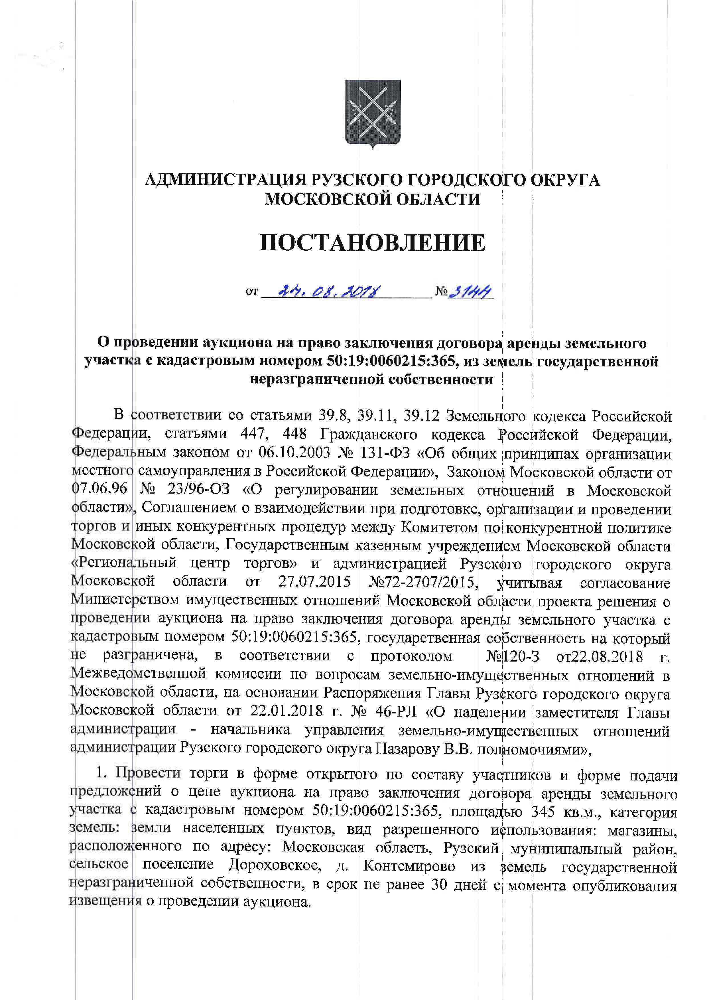 АДМИНИСТРАЦИЯ РУЗСКОГО ГОРОДСКОГО ОКРУГА
МОСКОВСКОЙ ОБЛАСТИ
ПОСТАНОВЛЕНИЕ
от 24.08.2018 № 3144
О проведении аукциона на право заключения договора аренды земельного
участка с кадастровым номером 50:19:0060215:365, из земель государственной
неразграниченной собственности
В соответствии со статьями 39.8, 39.11, 39.12 Земельного кодекса Российской
Федерации, статьями 447, 448 Гражданского кодекса Российской Федерации,
Федеральным законом от 06.10.2003 № 131-ФЗ «Об общих принципах организации
местного самоуправления в Российской Федерации», Законом Московской области от
07.06.96 № 23/96-ОЗ «О регулировании земельных отношений в Московской
области», Соглашением о взаимодействии при подготовке, организации и проведении
торгов и иных конкурентных процедур между Комитетом по конкурентной политике
Московской области, Государственным казенным учреждением Московской области
«Региональный центр торгов» и администрацией Рузского городского округа
Московской области от 27.07.2015 №72-2707/2015, учитывая согласование
Министерством имущественных отношений Московской области проекта решения о
проведении аукциона на право заключения договора аренды земельного участка с
кадастровым номером 50:19:0060215:365, государственная собственность на который
не разграничена, в соответствии с протоколом №120-З от22.08.2018 г.
Межведомственной комиссии по вопросам земельно-имущественных отношений в
Московской области, на основании Распоряжения Главы Рузского городского округа
Московской области от 22.01.2018 г. № 46-РЛ «О наделении заместителя Главы
администрации - начальника управления земельно-имущественных отношений
администрации Рузского городского округа Назарову В.В. полномочиями»,
1. Провести торги в форме открытого по составу участников и форме подачи
предложений о цене аукциона на право заключения договора аренды земельного
участка с кадастровым номером 50:19:0060215:365, площадью 345 кв.м., категория
земель: земли населенных пунктов, вид разрешенного использования: магазины,
расположенного по адресу: Московская область, Рузский муниципальный район,
сельское поселение Дороховское, д. Контемирово из земель государственной
неразграниченной собственности, в срок не ранее 30 дней с момента опубликования
извещения о проведении аукциона.